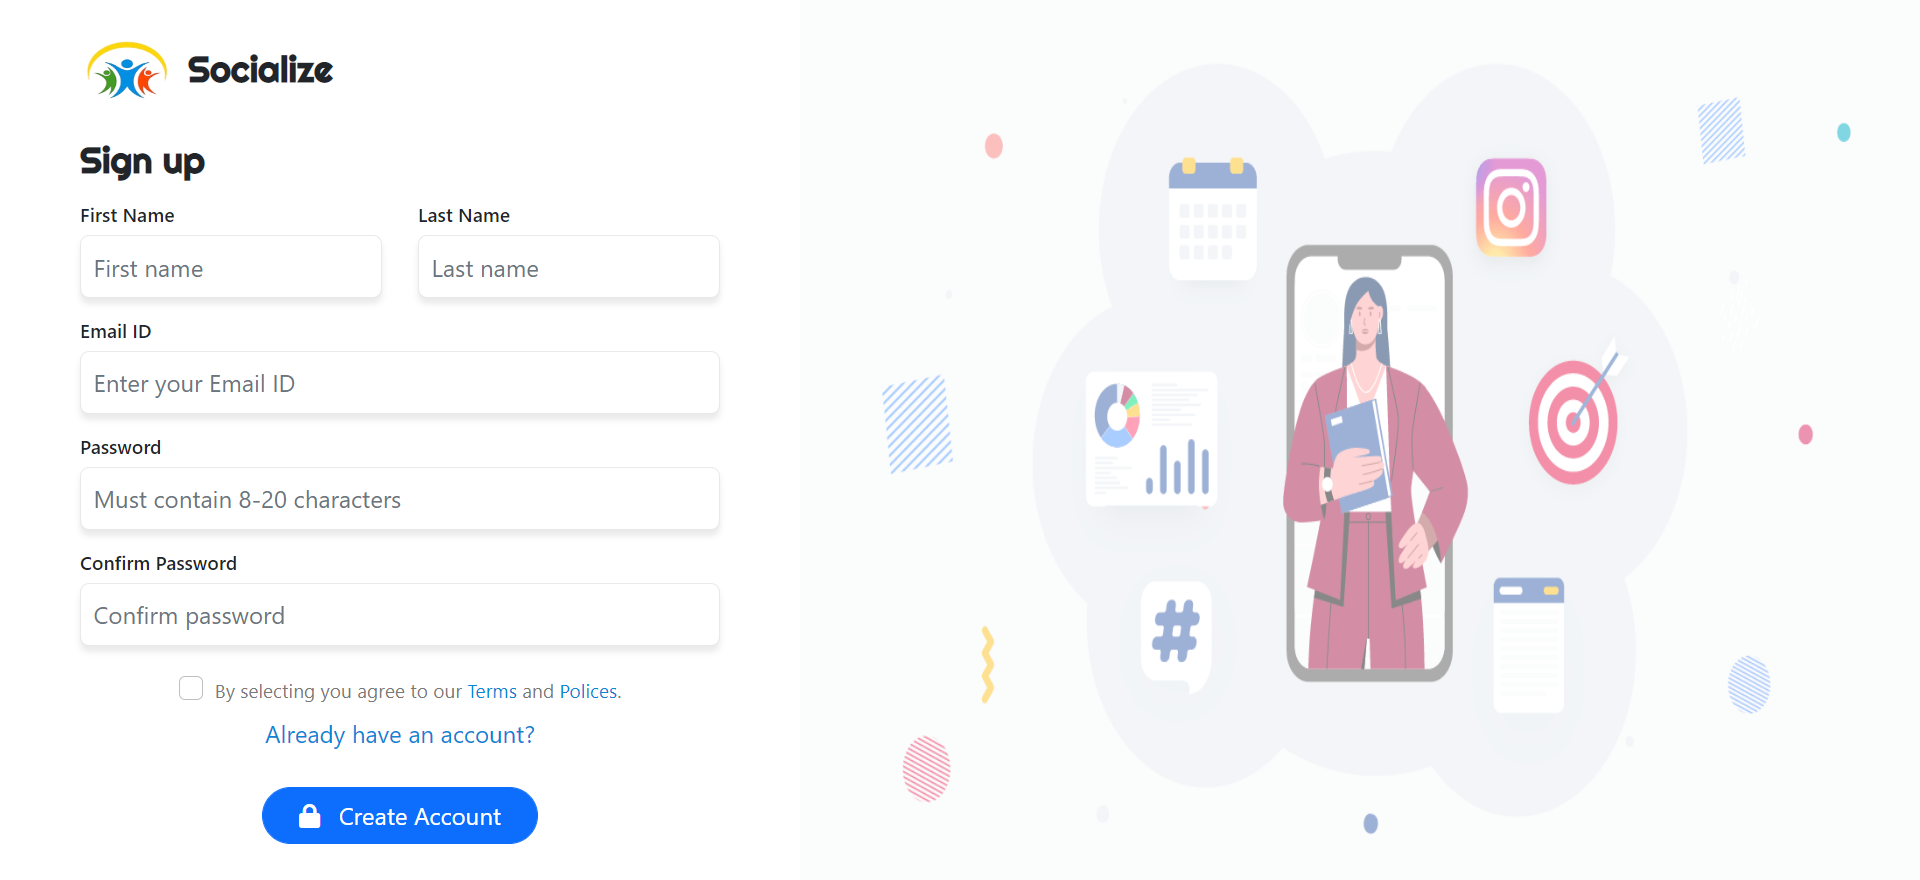 Socialize
Sign up
First Name
Last Name
First name
Last name
Email ID
Enter your Email ID
Password
Must contain 8-20 characters
Confirm Password
Confirm password
By selecting you agree to our Terms and Polices.
Already have an account?
Create Account
#